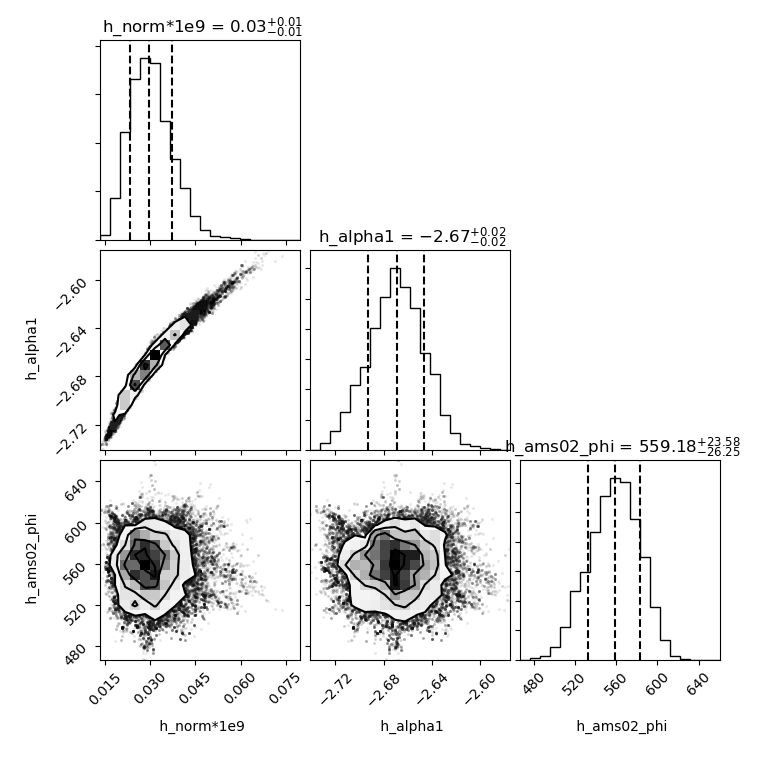 h_norm*1e9 = 0.03+0.01 −0.01
h_alpha1 = −2.67+0.02 −0.02
h_ams02_phi = 559.18+23.58 −26.25
h_alpha1
−2.60
−2.64
−2.68
−2.72
h_ams02_phi
640
600
560
520
480
0.015 0.030 0.045 0.060 0.075
−2.72 −2.68 −2.64 −2.60
480 520 560 600 640
h_norm*1e9 h_alpha1 h_ams02_phi